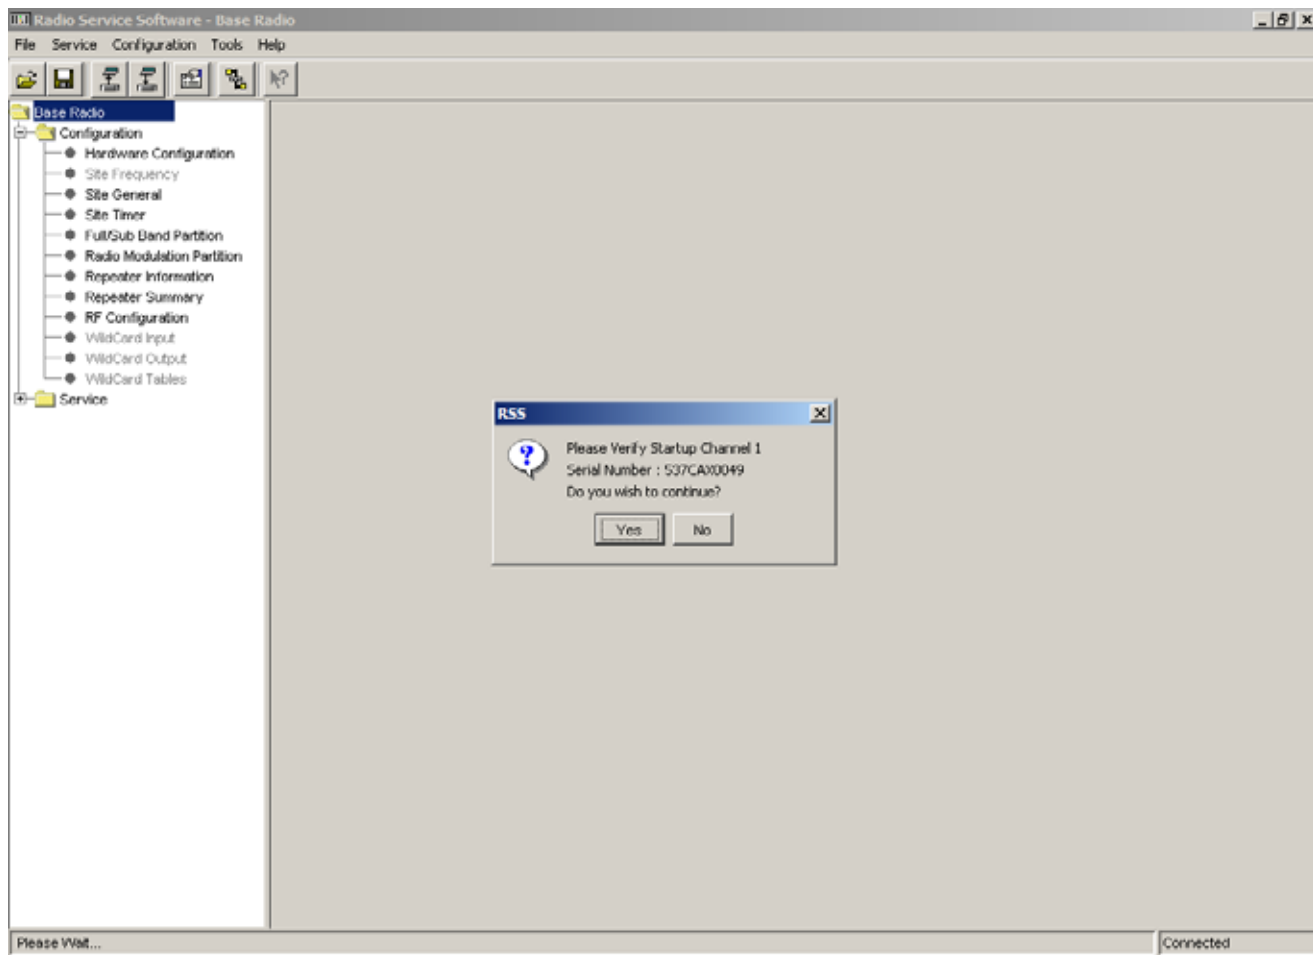 Radio Service Software - Base Radio
File Service Configuration Tools Help
Base Radio
Configuration
Hardware Configuration
Site Frequency
Site General
Site Timer
Full/Sub Band Partition
Radio Modulation Partition
Repeater Information
Repeater Summary
RF Configuration
WildCard Input
WildCard Output
WildCard Tables
Service
RSS
Please Verify Startup Channel 1
Serial Number : 537CAX0049
Do you wish to continue?
Yes No
Please Wait...
Connected